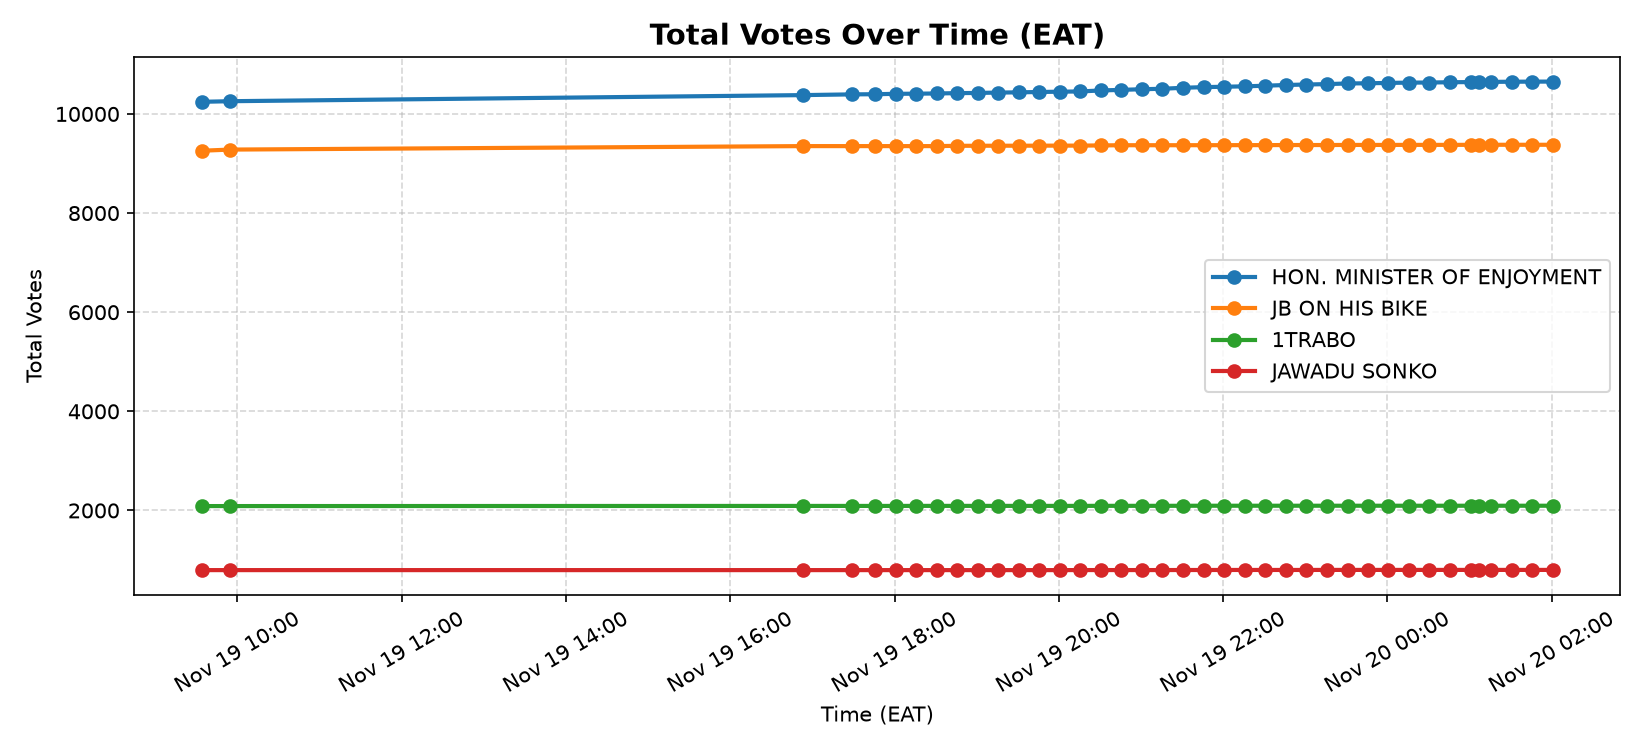 Total Votes Over Time (EAT)
Total Votes
10000
8000
6000
4000
2000
HON. MINISTER OF ENJOYMENT
JB ON HIS BIKE
1TRABO
JAWADU SONKO
Nov 19 10:00
Nov 19 12:00
Nov 19 14:00
Nov 19 16:00
Nov 19 18:00
Nov 19 20:00
Nov 19 22:00
Nov 20 00:00
Nov 20 02:00
Time (EAT)